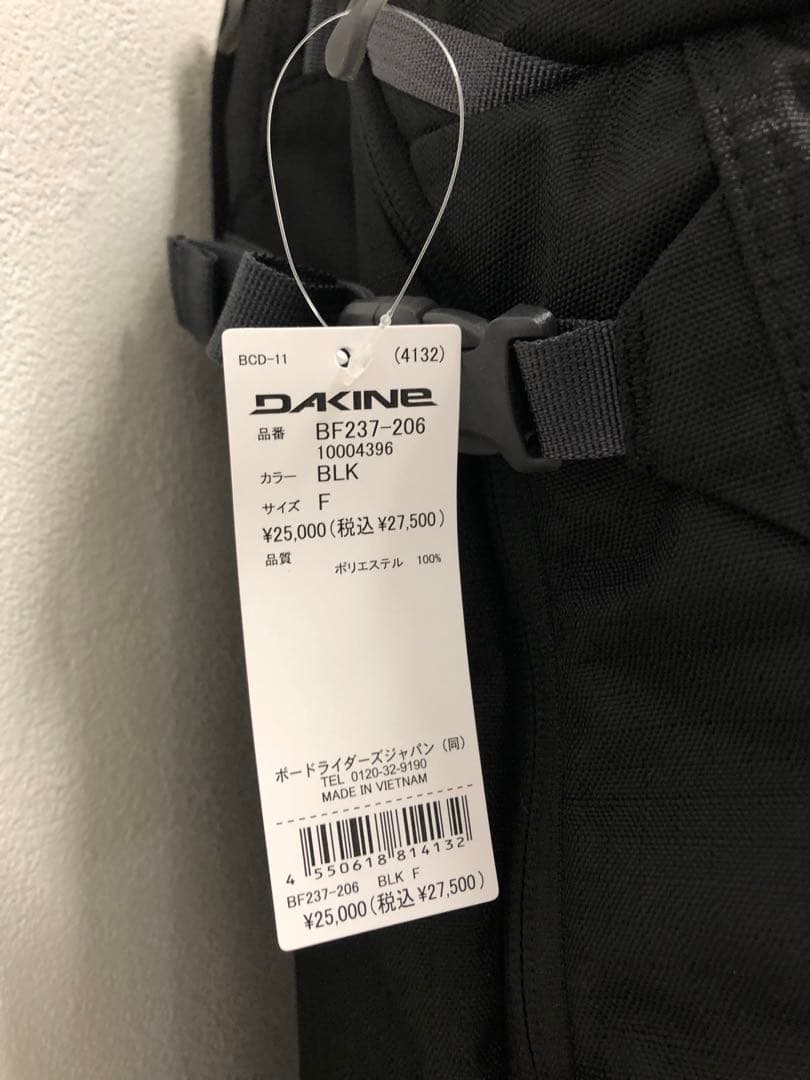 BCD-11 (4132)
DAKINE
品番 BF237-206
10004396
カラー BLK
サイズ F
¥25,000(税込¥27,500)
品質 ポリエステル 100%
ボードライダーズジャパン(同)
TEL 0120-32-9190
MADE IN VIETNAM
4 550618 814132
BF237-206 BLK F
¥25,000(税込¥27,500)